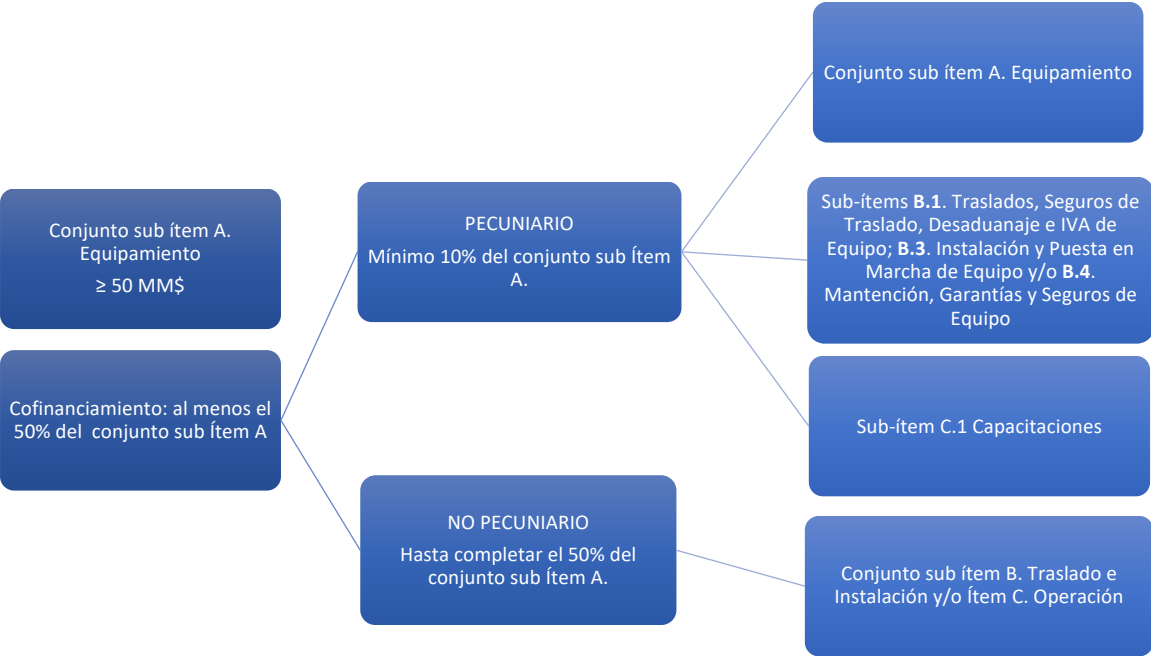 Conjunto sub ítem A.
Equipamiento
≥ 50 MM$
Cofinanciamiento: al menos el
50% del  conjunto sub Ítem A
PECUNIARIO
Mínimo 10% del conjunto sub Ítem
A.
NO PECUNIARIO
Hasta completar el 50% del
conjunto sub Ítem A.
Conjunto sub ítem A. Equipamiento
Sub-ítems B.1. Traslados, Seguros de
Traslado, Desaduanaje e IVA de
Equipo; B.3. Instalación y Puesta en
Marcha de Equipo y/o B.4.
Mantención, Garantías y Seguros de
Equipo
Sub-ítem C.1 Capacitaciones
Conjunto sub ítem B. Traslado e
Instalación y/o Ítem C. Operación